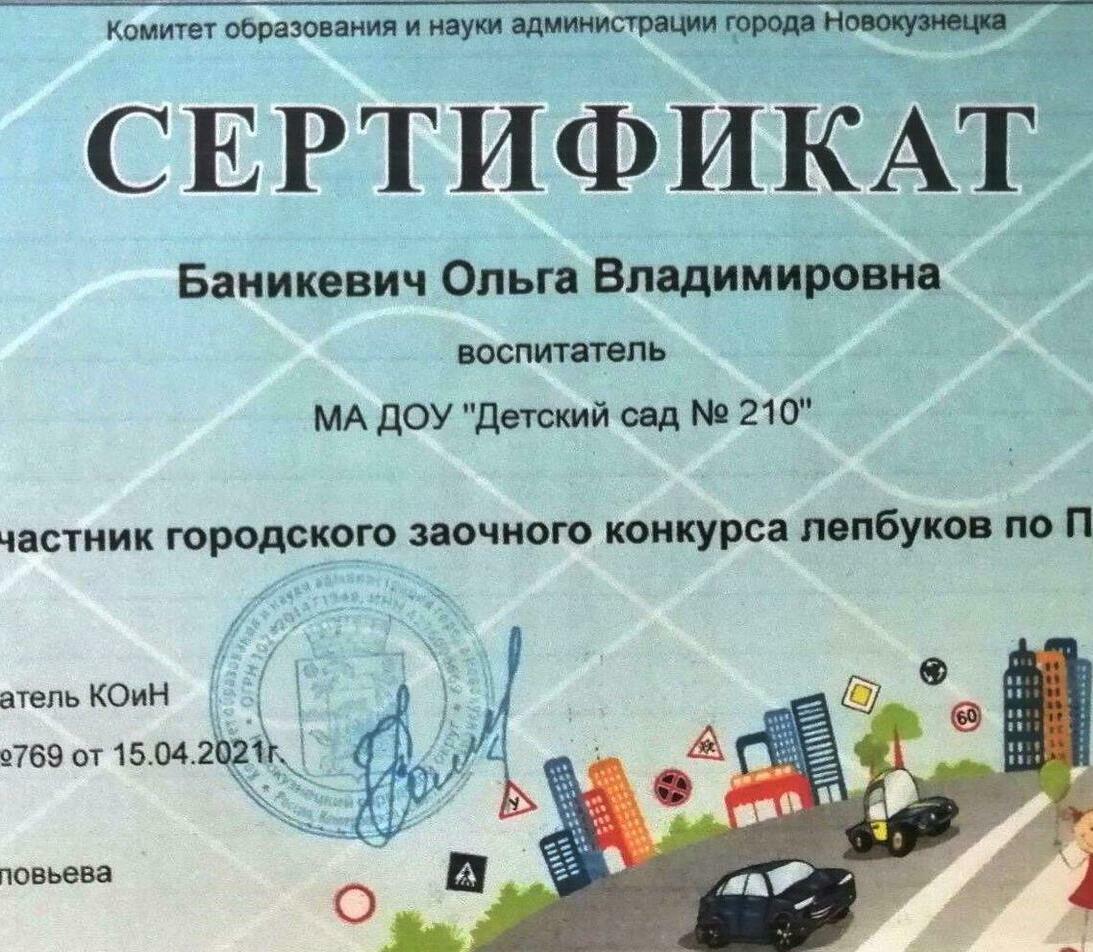 Комитет образования и науки администрации города Новокузнецка
СЕРТИФИКАТ
Баникевич Ольга Владимировна
воспитатель
МА ДОУ "Детский сад № 210"
частник городского заочного конкурса лепбуков по П
атель КОиН
№769 от 15.04.2021г.
ловьева
60
У